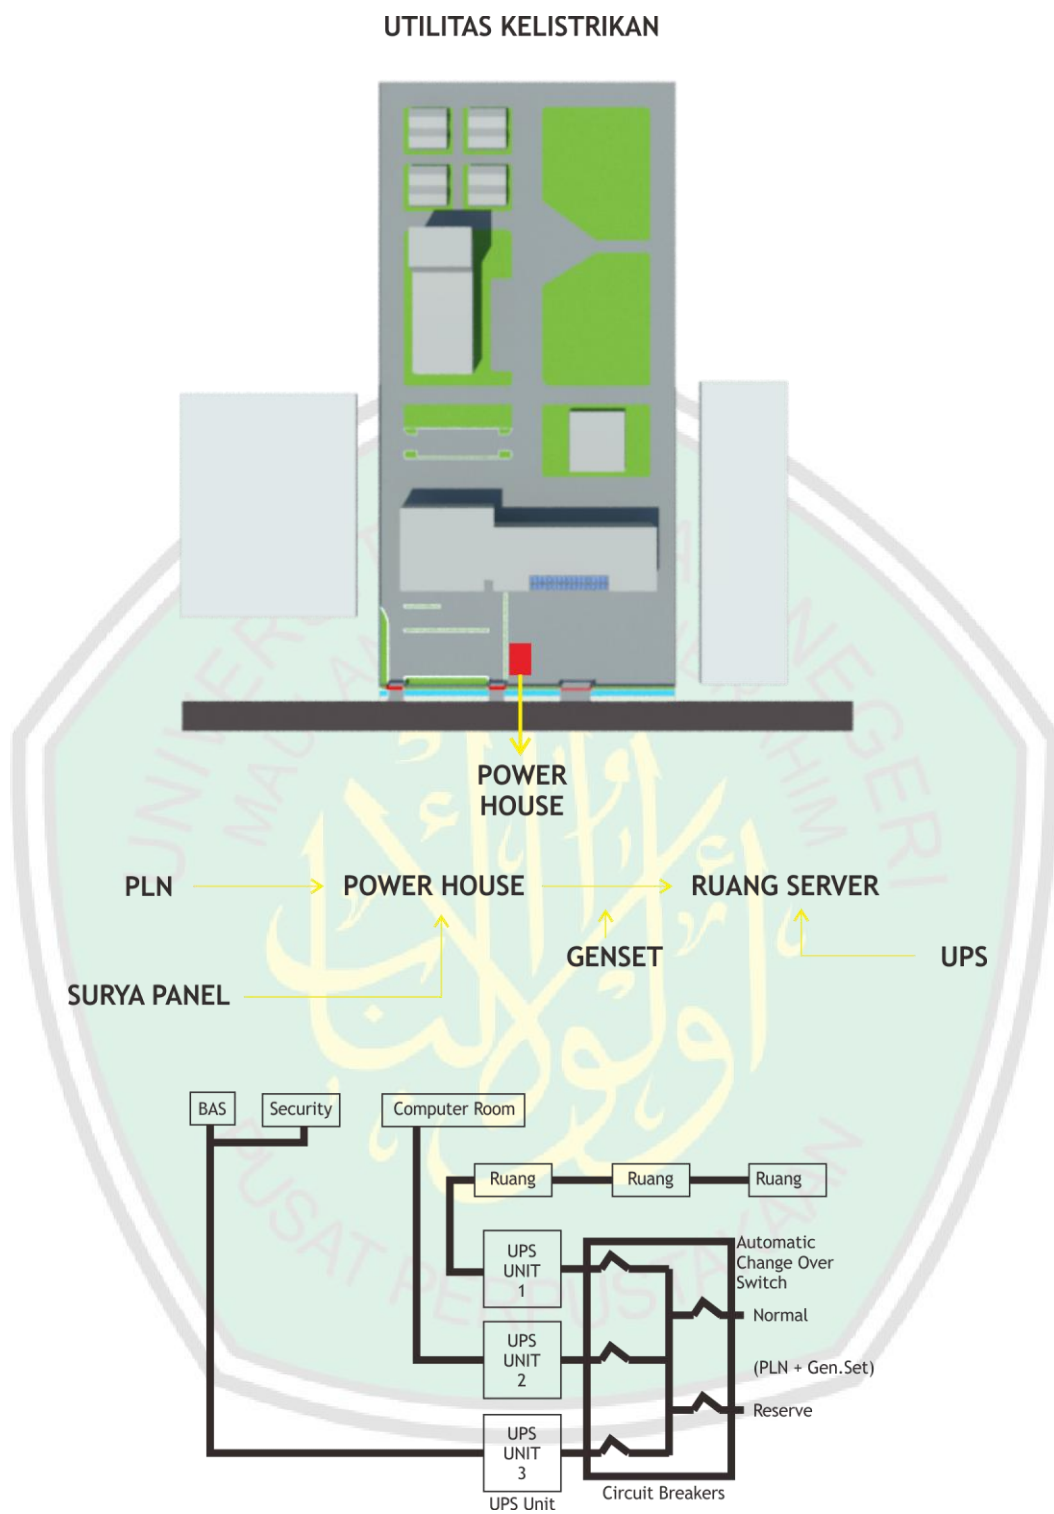 UTILITAS KELISTRIKAN
POWER
HOUSE
PLN
POWER HOUSE
RUANG SERVER
GENSET
UPS
SURYA PANEL
BAS
Security
Computer Room
Ruang
Ruang
Ruang
UPS
UNIT
1
Automatic
Change Over
Switch
Normal
UPS
UNIT
2
(PLN + Gen.Set)
Reserve
UPS
UNIT
3
UPS Unit
Circuit Breakers
PUSAT PERPUSTAKAAN